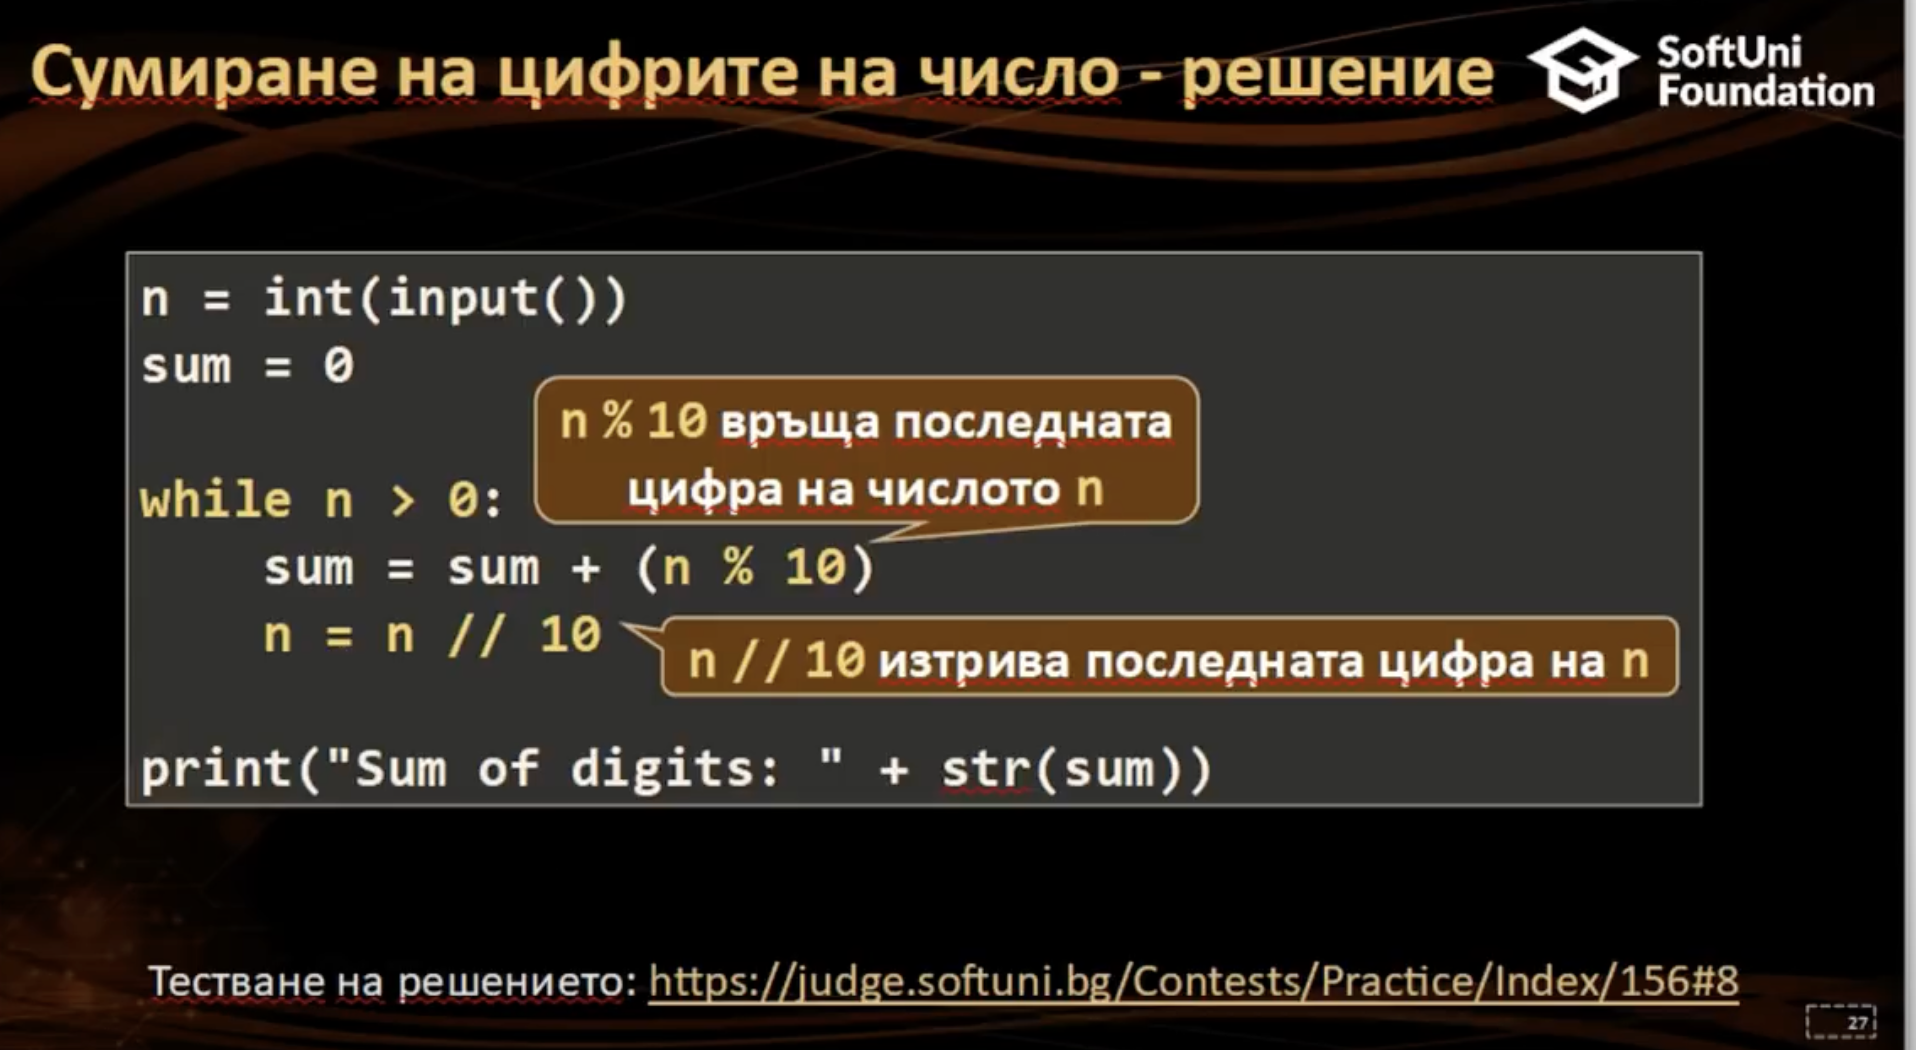 Сумиране на цифрите на число - решение
SoftUni
Foundation
n = int(input())
sum = 0
n % 10 връща последната
цифра на числото n
while n > 0:
    sum = sum + (n % 10)
    n = n // 10
n // 10 изтрива последната цифра на n
print("Sum of digits: " + str(sum))
Тестване на решението: https://judge.softuni.bg/Contests/Practice/Index/156#8
27